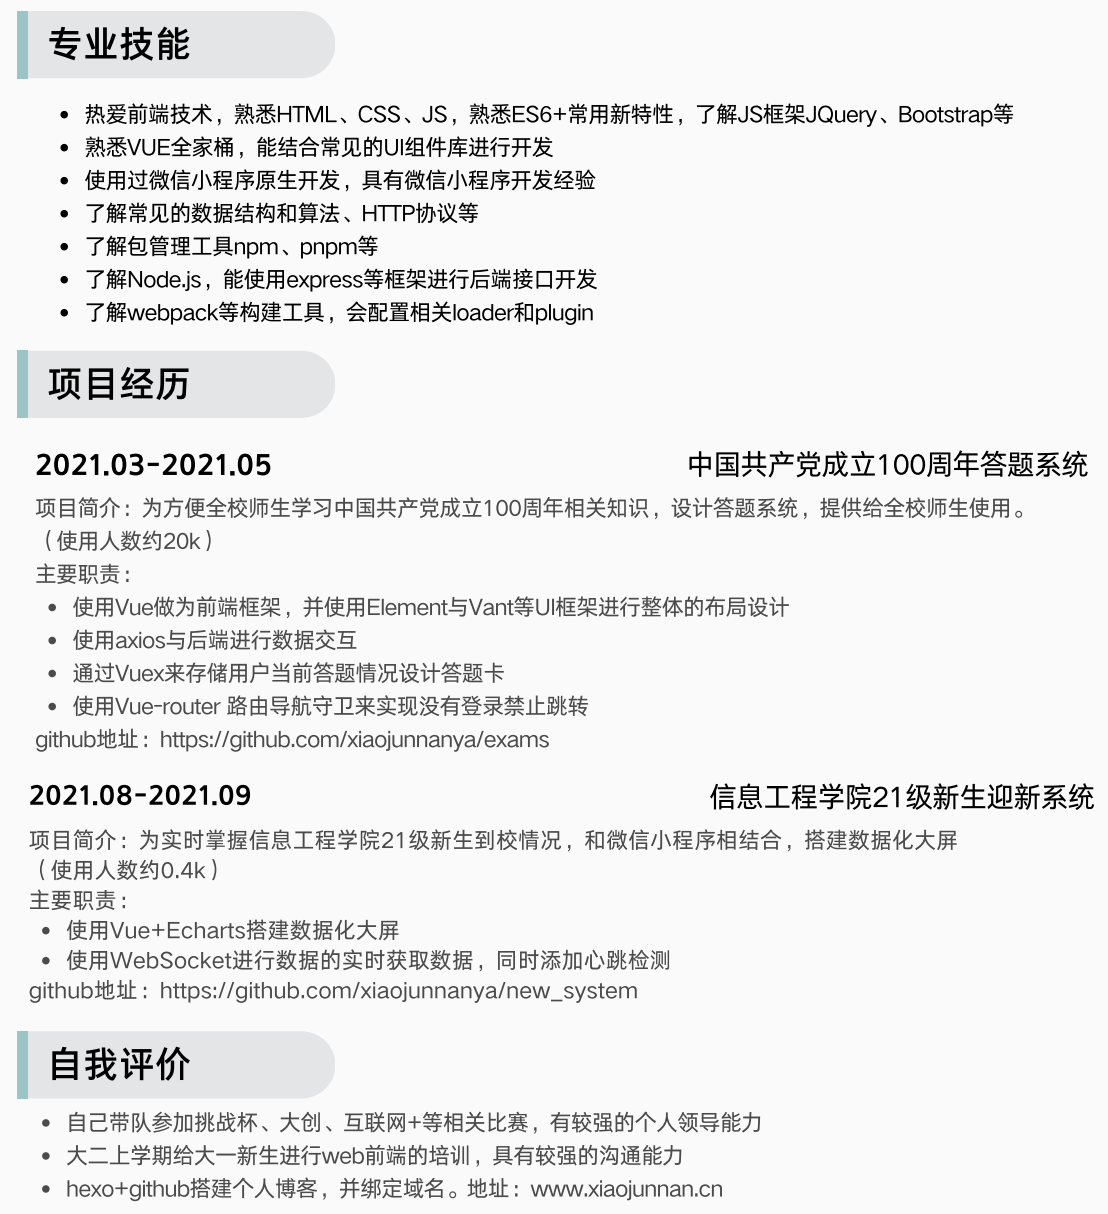 专业技能
• 热爱前端技术，熟悉HTML、CSS、JS，熟悉ES6+常用新特性，了解JS框架JQuery、Bootstrap等
• 熟悉VUE全家桶，能结合常见的UI组件库进行开发
• 使用过微信小程序原生开发，具有微信小程序开发经验
• 了解常见的数据结构和算法、HTTP协议等
• 了解包管理工具npm、pnpm等
• 了解Node.js，能使用express等框架进行后端接口开发
• 了解webpack等构建工具，会配置相关loader和plugin
项目经历
2021.03-2021.05 中国共产党成立100周年答题系统
项目简介：为方便全校师生学习中国共产党成立100周年相关知识，设计答题系统，提供给全校师生使用。
（使用人数约20k）
主要职责：
• 使用Vue做为前端框架，并使用Element与Vant等UI框架进行整体的布局设计
• 使用axios与后端进行数据交互
• 通过Vuex来存储用户当前答题情况设计答题卡
• 使用Vue-router 路由导航守卫来实现没有登录禁止跳转
github地址：https://github.com/xiaojunnanya/exams
2021.08-2021.09 信息工程学院21级新生迎新系统
项目简介：为实时掌握信息工程学院21级新生到校情况，和微信小程序相结合，搭建数据化大屏
（使用人数约0.4k）
主要职责：
• 使用Vue+Echarts搭建数据化大屏
• 使用WebSocket进行数据的实时获取数据，同时添加心跳检测
github地址：https://github.com/xiaojunnanya/new_system
自我评价
• 自己带队参加挑战杯、大创、互联网+等相关比赛，有较强的个人领导能力
• 大二上学期给大一新生进行web前端的培训，具有较强的沟通能力
• hexo+github搭建个人博客，并绑定域名。地址：www.xiaojunnan.cn